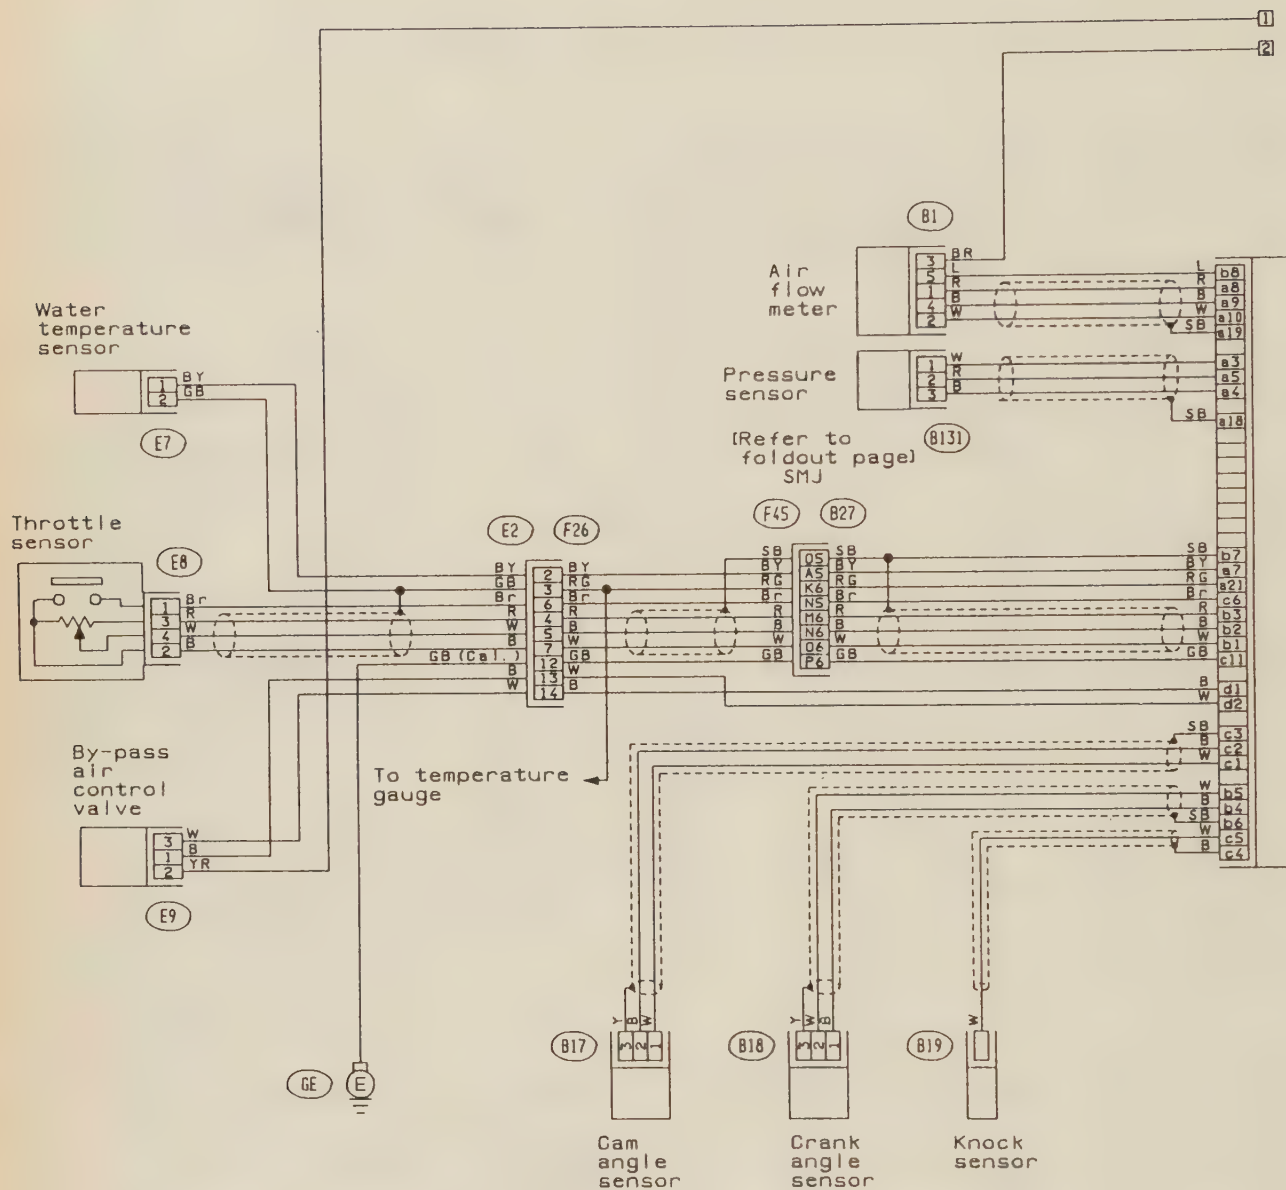 1
2
B1
Air
flow
meter
3 BR
5 L
1 R
4 B
2 W
L b8
R a8
B a9
W a10
SB a19
Water
temperature
sensor
1 BY
2 GB
E7
Pressure
sensor
1 W
2 R
3 B
a3
a5
a4
SB a18
B131
[Refer to
foldout page]
SMJ
Throttle
sensor
E8
1 Br
3 R
4 W
2 B
E2
F26
BY 2 BY
GB 3 RG
Br 6 Br
R 4 R
W 5 B
B 7 W
GB (Cal.) 12 GB
B 13 W
W 14 B
F45
B27
SB O5 SB
BY A5 BY
RG K6 RG
Br N5 Br
R M6 R
B N6 B
W O6 W
GB P6 GB
SB b7
BY a7
RG a21
Br c6
R b3
B b2
W b1
GB c11
B d1
W d2
SB c3
B c2
W c1
W b5
B b4
SB b6
W c5
B c4
To temperature
gauge
By-pass
air
control
valve
3 W
1 B
2 YR
E9
GE
E
B17
Y B W
3 2 1
B18
Y W B
3 2 1
B19
W
Cam
angle
sensor
Crank
angle
sensor
Knock
sensor